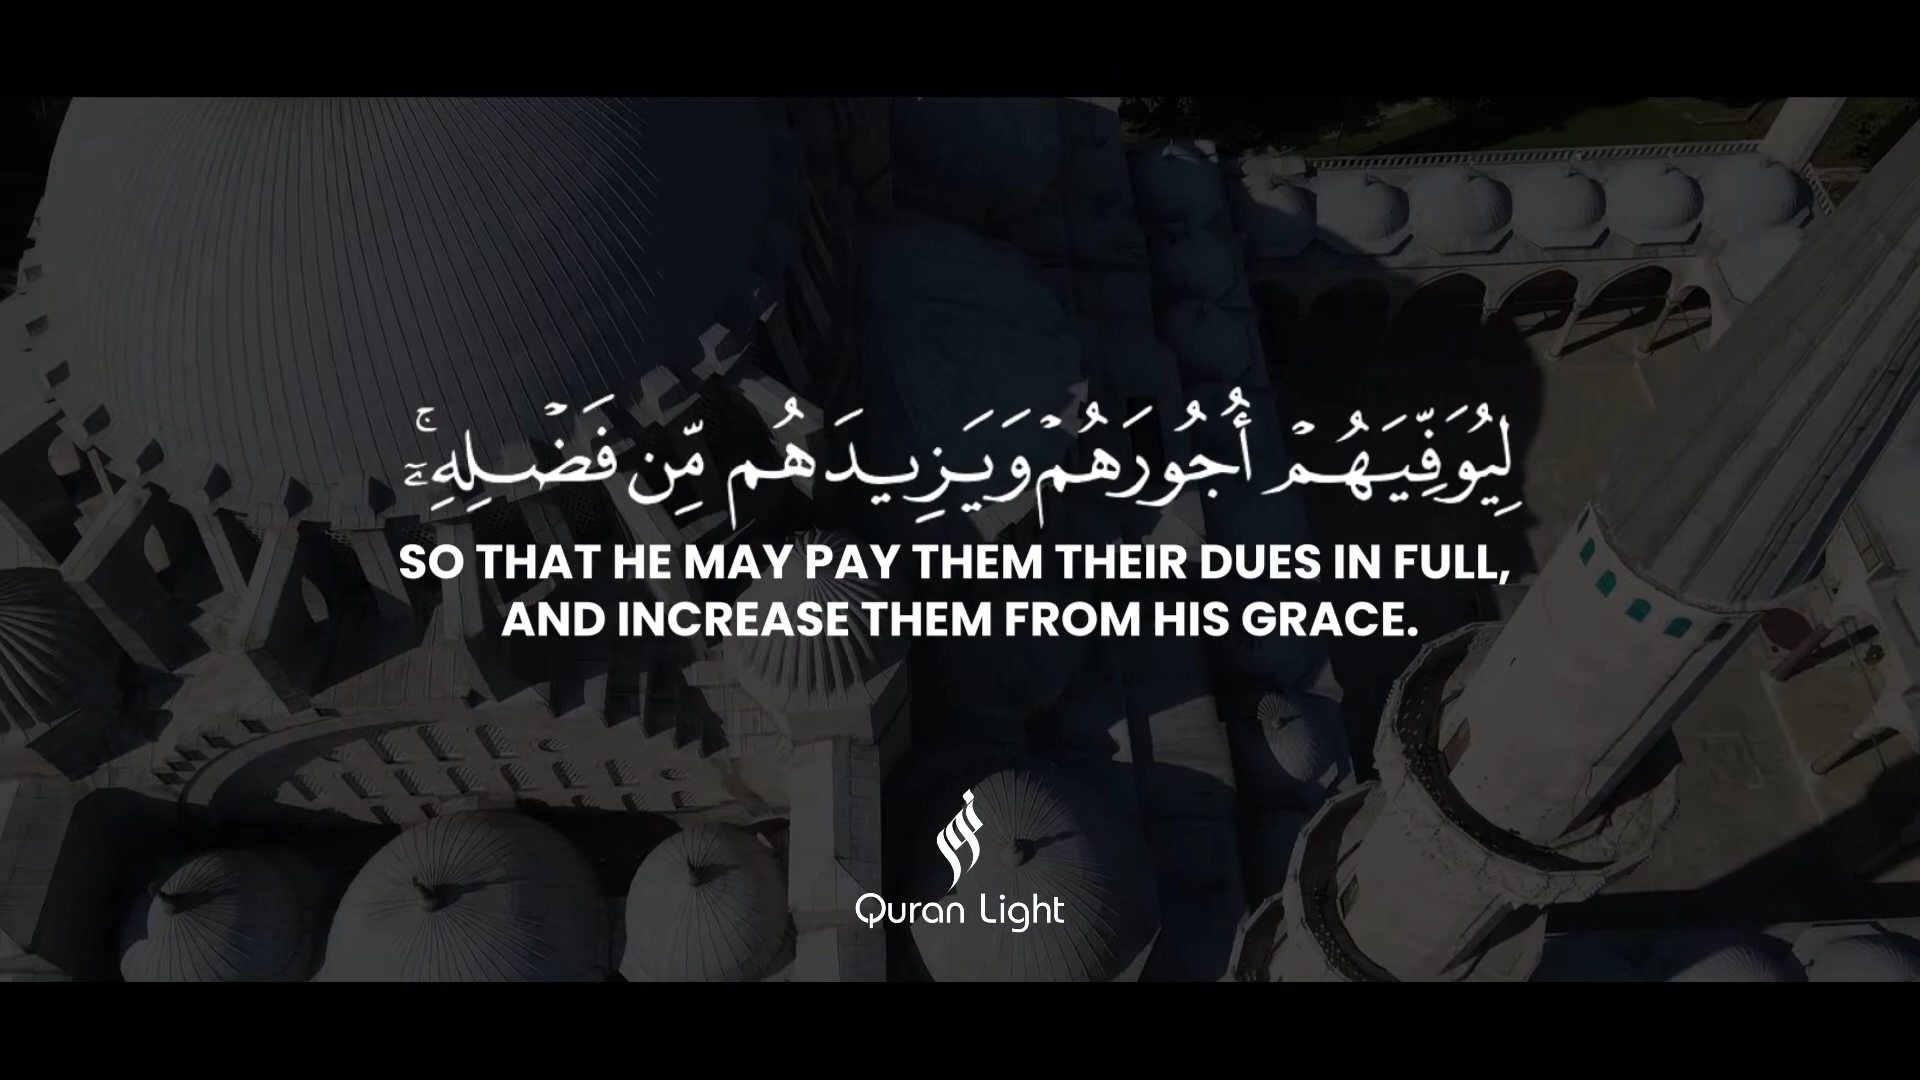 لِيُوَفِّيَهُمْ أُجُورَهُمْ وَيَزِيدَهُم مِّن فَضْلِهِۦٓ ۚ
SO THAT HE MAY PAY THEM THEIR DUES IN FULL,
AND INCREASE THEM FROM HIS GRACE.
Quran Light